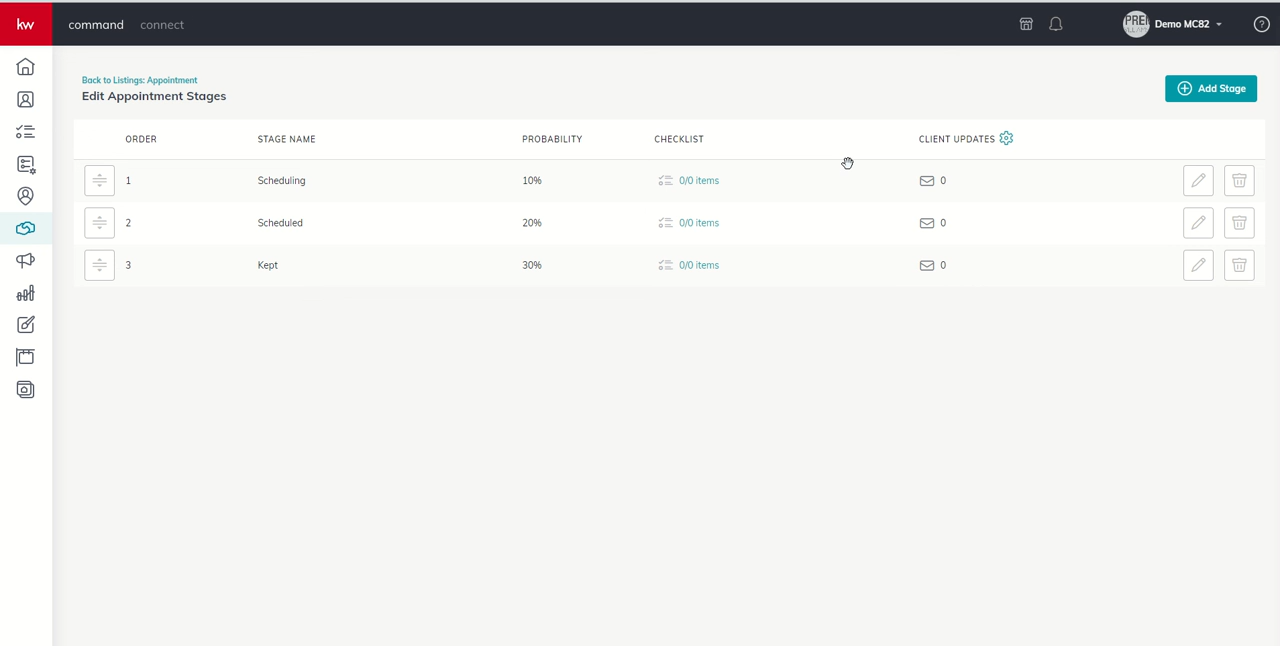 kw command connect Demo MC82 ?
Back to Listings: Appointment
Edit Appointment Stages
Add Stage
ORDER STAGE NAME PROBABILITY CHECKLIST CLIENT UPDATES
1 Scheduling 10% 0/0 items 0
2 Scheduled 20% 0/0 items 0
3 Kept 30% 0/0 items 0